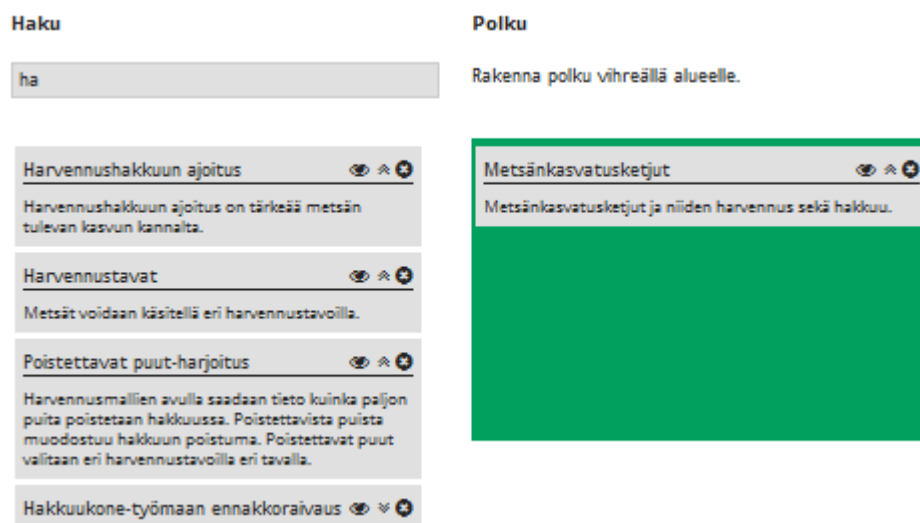 Haku
ha
Harvennushakkuun ajoitus
Harvennushakkuun ajoitus on tärkeää metsän
tulevan kasvun kannalta.
Harvennustavat
Metsät voidaan käsitellä eri harvennustavoilla.
Poistettavat puut-harjoitus
Harvennusmallien avulla saadaan tieto kuinka paljon
puita poistetaan hakkuussa. Poistettavista puista
muodostuu hakkuun poistuma. Poistettavat puut
valitaan eri harvennustavoilla eri tavalla.
Hakkuukone-työmaan ennakkoraivaus
Polku
Rakenna polku vihreällä alueelle.
Metsänkasvatusketjut
Metsänkasvatusketjut ja niiden harvennus sekä hakkuu.